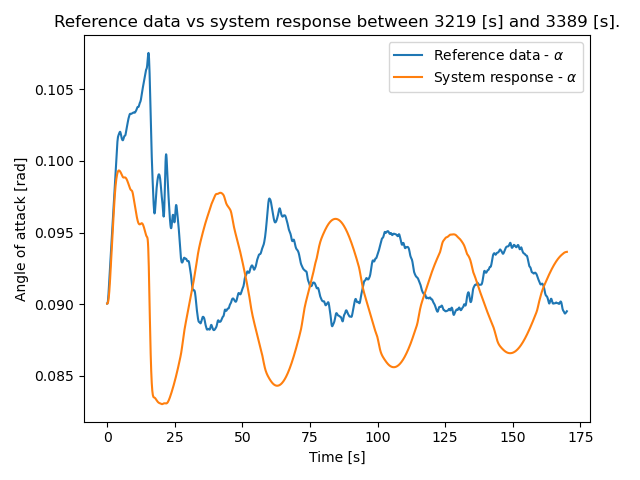 Reference data vs system response between 3219 [s] and 3389 [s].
Reference data - α
System response - α
0.105
0.100
0.095
0.090
0.085
Angle of attack [rad]
0 25 50 75 100 125 150 175
Time [s]